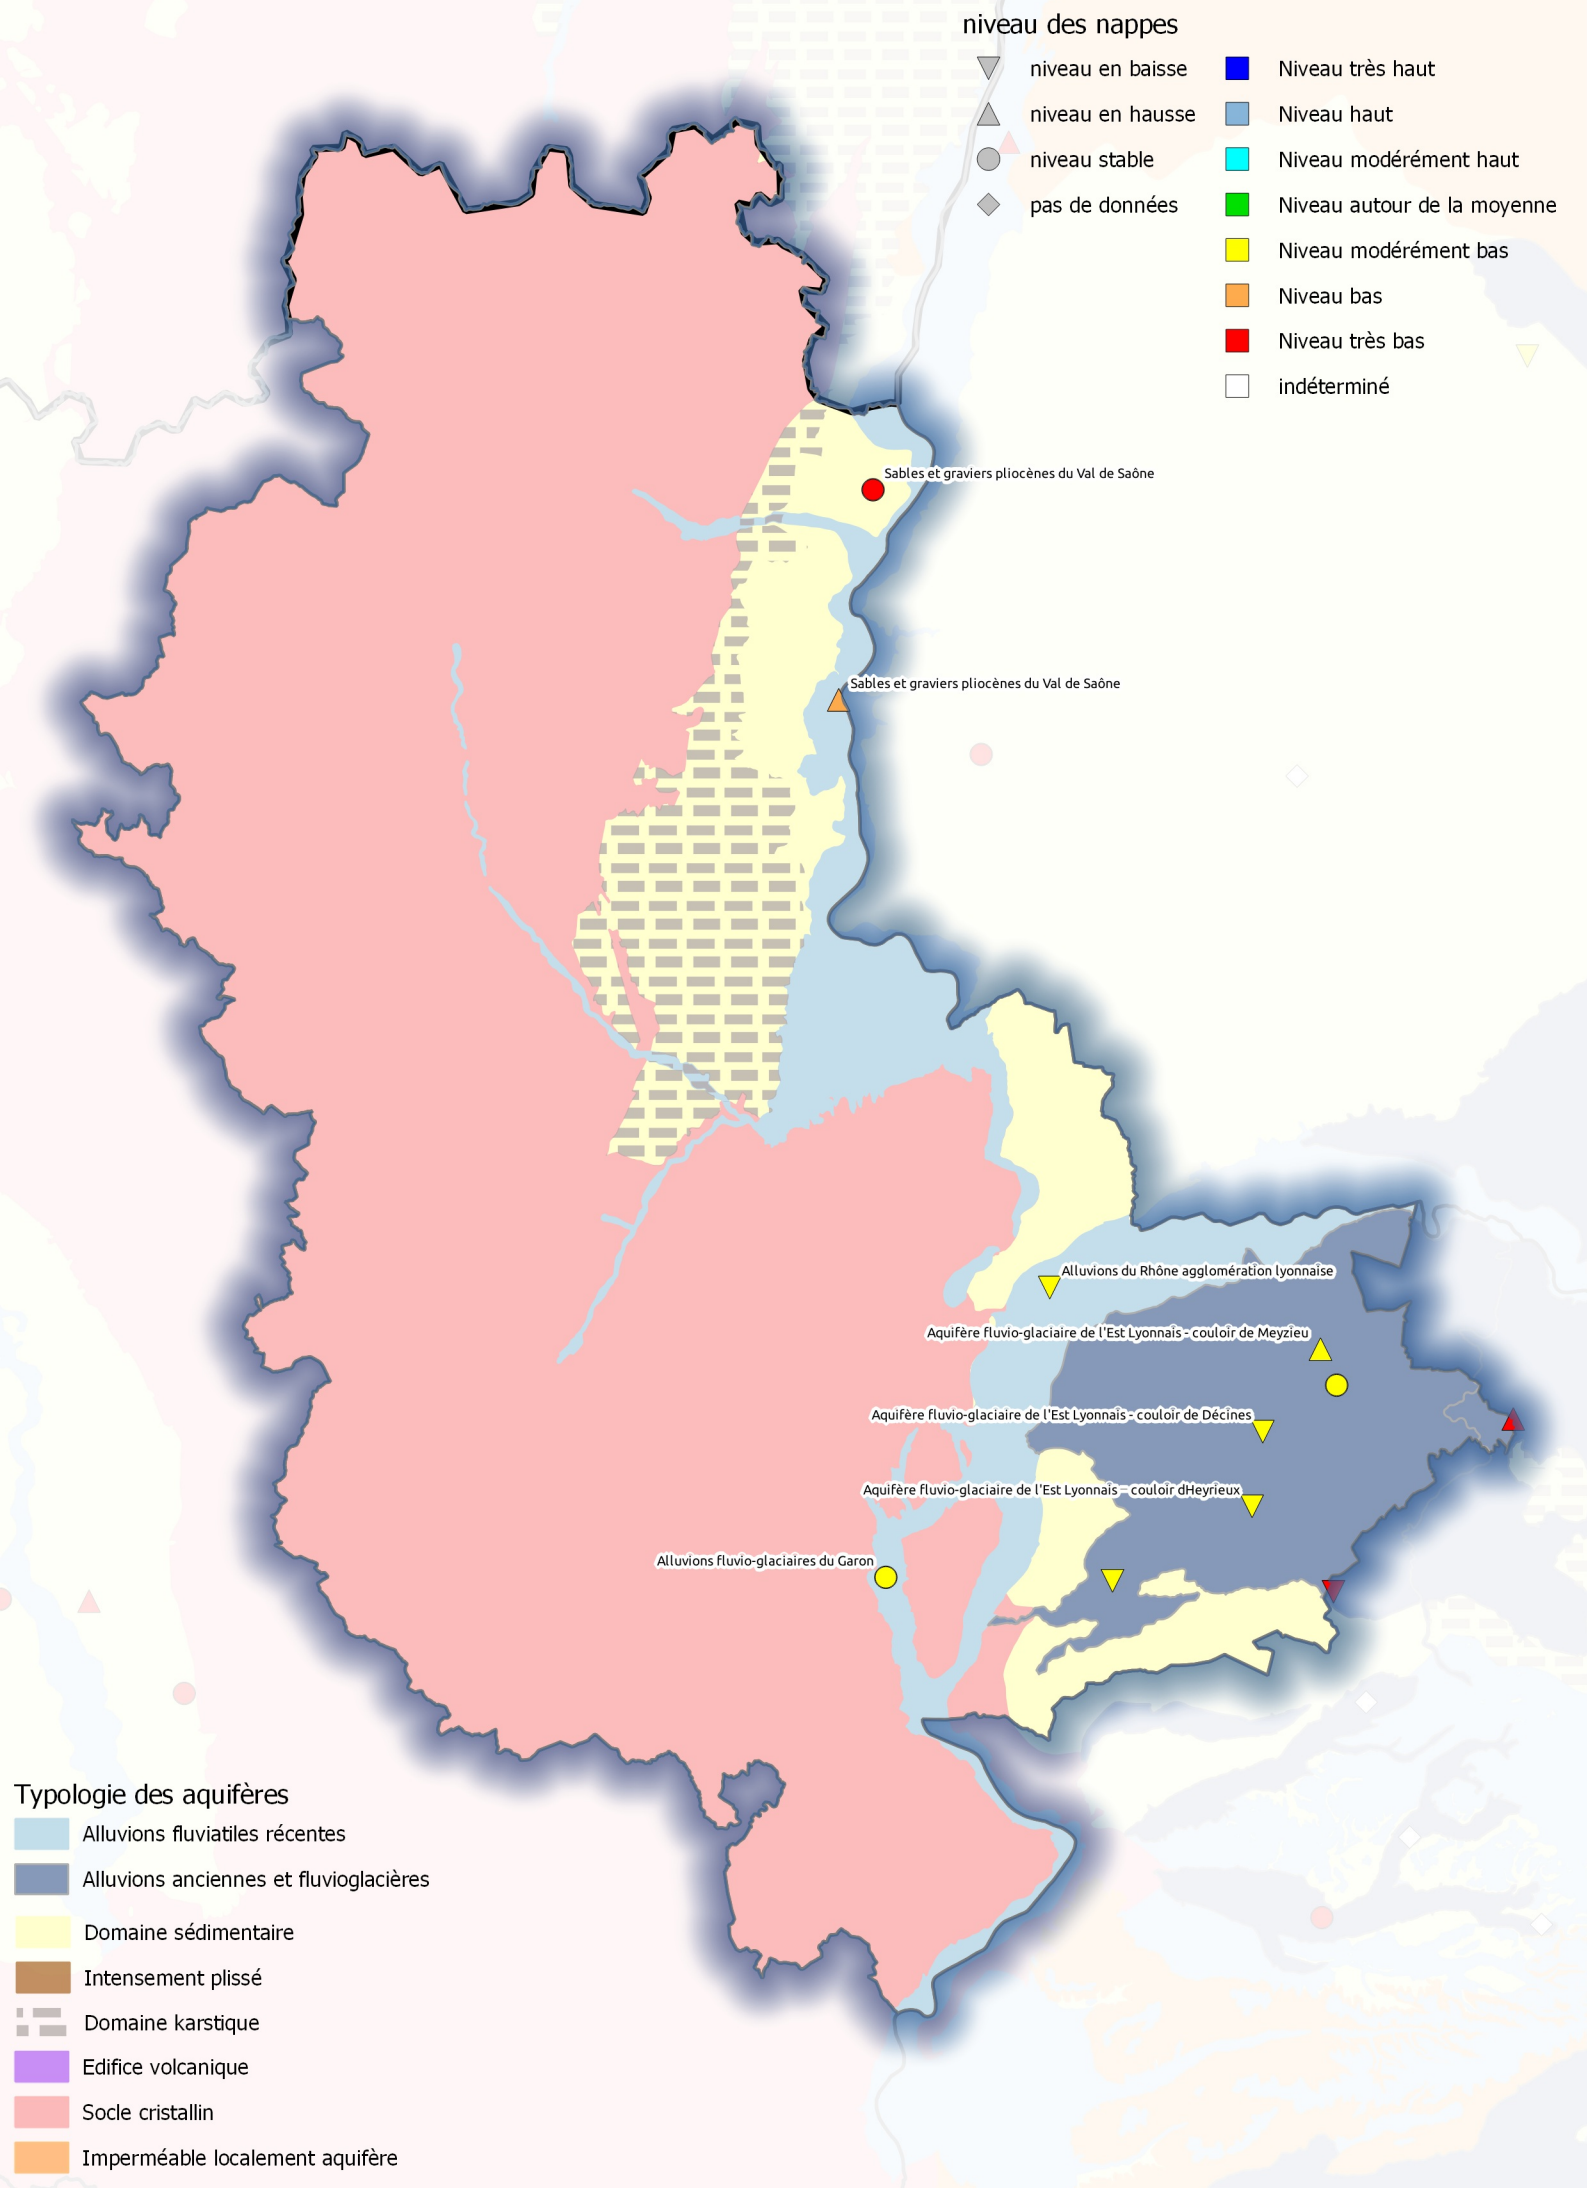 niveau des nappes
niveau en baisse
niveau en hausse
niveau stable
pas de données
Niveau très haut
Niveau haut
Niveau modérément haut
Niveau autour de la moyenne
Niveau modérément bas
Niveau bas
Niveau très bas
indéterminé
Sables et graviers pliocènes du Val de Saône
Sables et graviers pliocènes du Val de Saône
Alluvions du Rhône agglomération lyonnaise
Aquifère fluvio-glaciaire de l'Est Lyonnais - couloir de Meyzieu
Aquifère fluvio-glaciaire de l'Est Lyonnais - couloir de Décines
Aquifère fluvio-glaciaire de l'Est Lyonnais - couloir dHeyrieux
Alluvions fluvio-glaciaires du Garon
Typologie des aquifères
Alluvions fluviatiles récentes
Alluvions anciennes et fluvioglacières
Domaine sédimentaire
Intensement plissé
Domaine karstique
Edifice volcanique
Socle cristallin
Imperméable localement aquifère